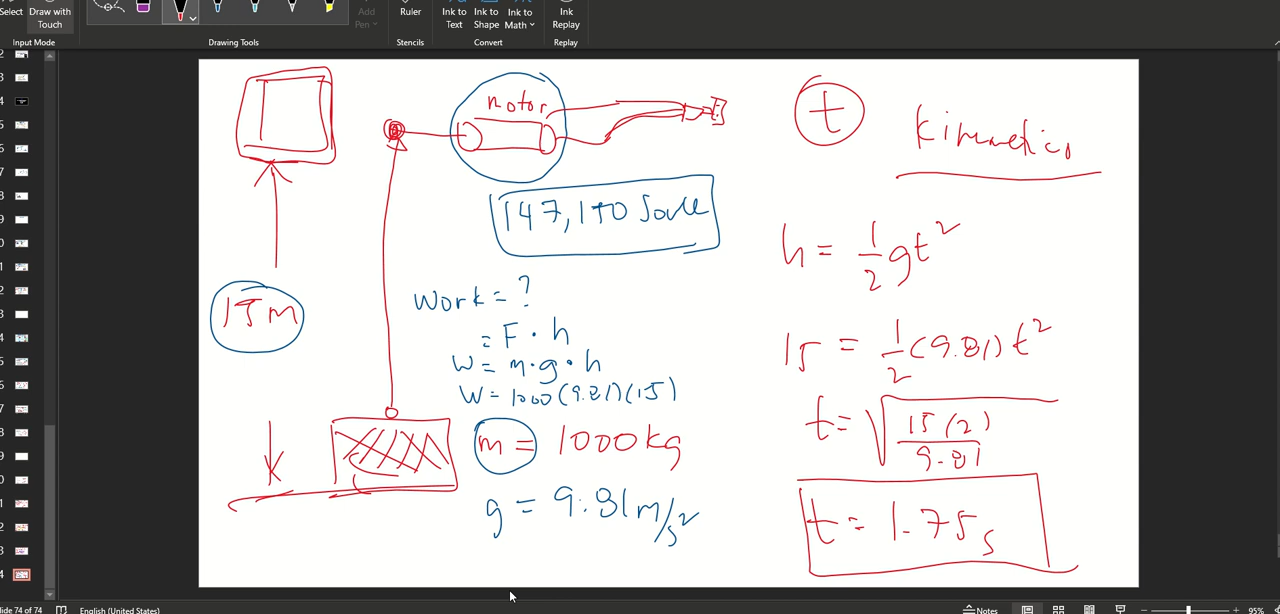 Select
Draw with Touch
Input Mode
Drawing Tools
Add Pen
Ruler
Stencils
Ink to Text
Ink to Shape
Ink to Math
Convert
Ink Replay
Replay
motor
147,150 Joule
15m
Work = ?
= F · h
W = m · g · h
W = 1000 (9.81) (15)
m = 1000 kg
g = 9.81 m/s²
t
Kinematics
h = 1/2 gt²
15 = 1/2 (9.81) t²
t = √ 15(2) / 9.81
t = 1.75 s
Slide 74 of 74
English (United States)
Notes
95%